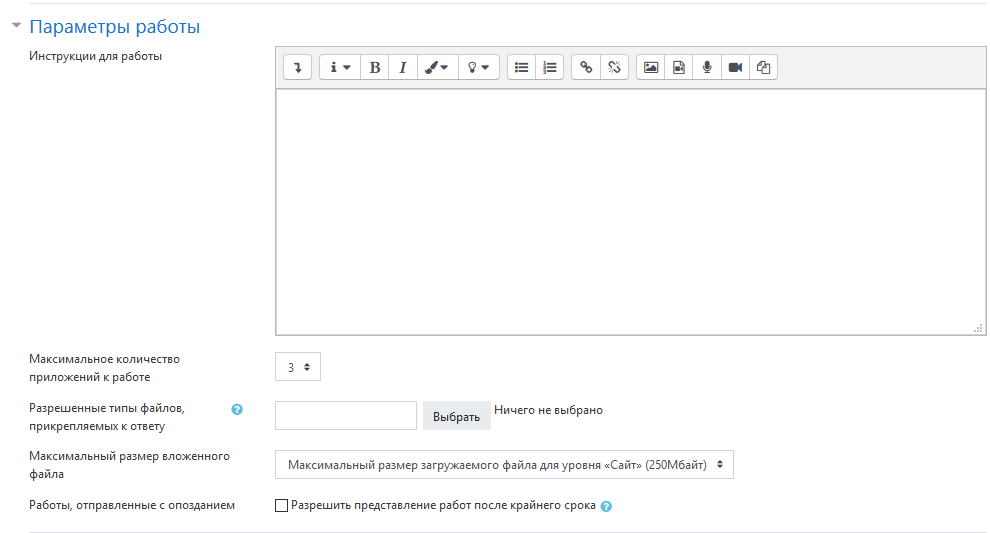 Параметры работы
Инструкции для работы
B I
Максимальное количество
приложений к работе
3
Разрешенные типы файлов,
прикрепляемых к ответу
Выбрать
Ничего не выбрано
Максимальный размер вложенного
файла
Максимальный размер загружаемого файла для уровня «Сайт» (250Мбайт)
Работы, отправленные с опозданием
Разрешить представление работ после крайнего срока